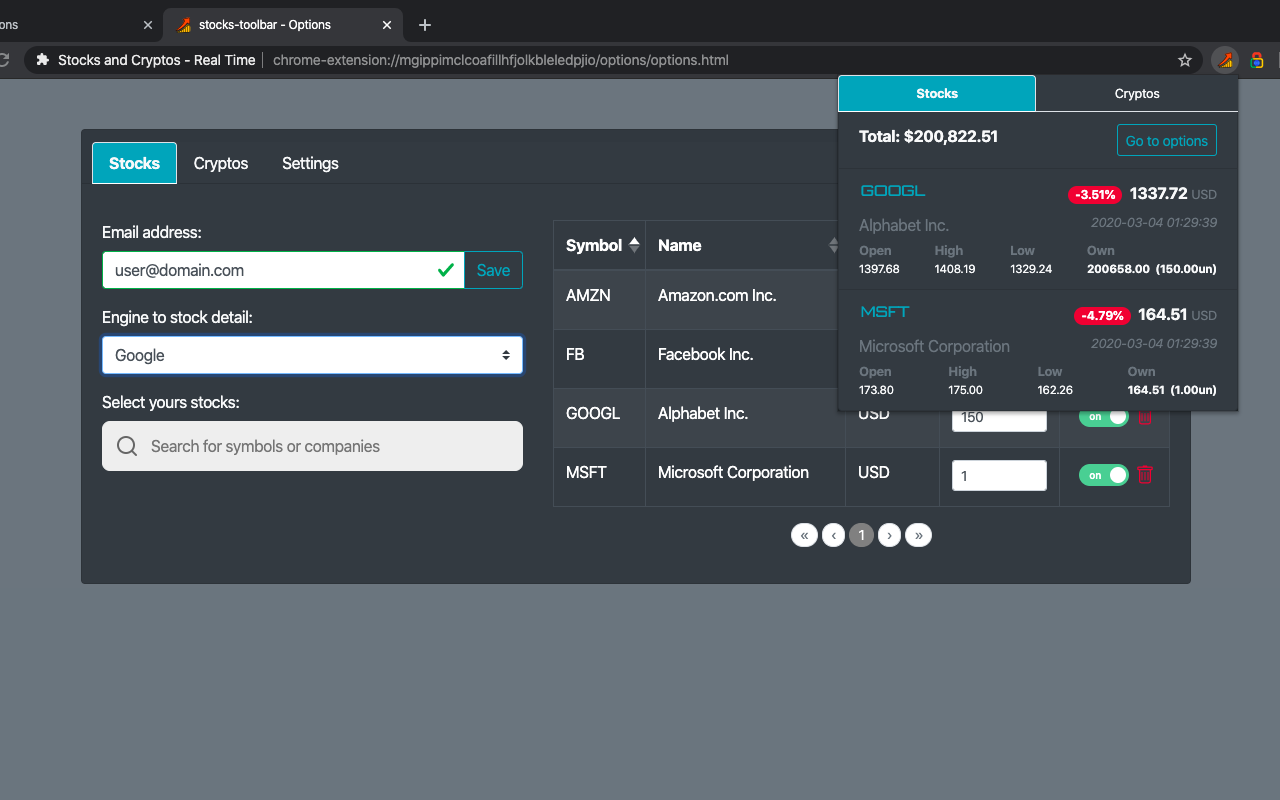 ons
stocks-toolbar - Options
Stocks and Cryptos - Real Time
chrome-extension://mgippimclcoafillhfjolkbleledpjio/options/options.html
Stocks Cryptos
Total: $200,822.51 Go to options
GOOGL -3.51% 1337.72 USD
Alphabet Inc. 2020-03-04 01:29:39
Open High Low Own
1397.68 1408.19 1329.24 200658.00 (150.00un)
MSFT -4.79% 164.51 USD
Microsoft Corporation 2020-03-04 01:29:39
Open High Low Own
173.80 175.00 162.26 164.51 (1.00un)
Stocks Cryptos Settings
Email address:
user@domain.com Save
Engine to stock detail:
Google
Select yours stocks:
Search for symbols or companies
Symbol Name
AMZN Amazon.com Inc.
FB Facebook Inc.
GOOGL Alphabet Inc. USD 150 on
MSFT Microsoft Corporation USD 1 on
« ‹ 1 › »